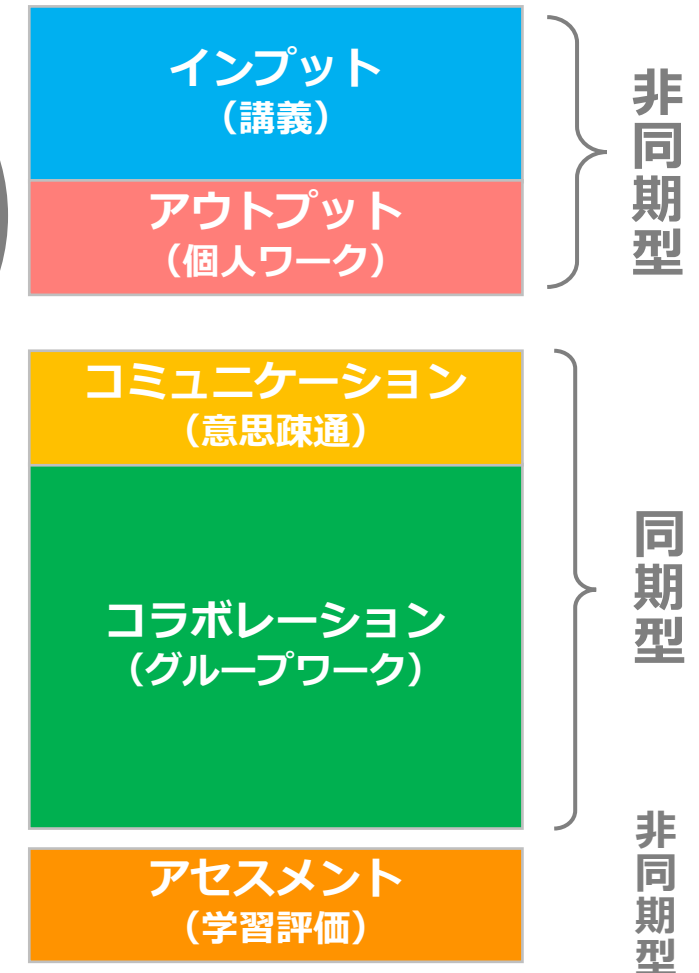 インプット
（講義）
アウトプット
（個人ワーク）
非同期型
コミュニケーション
（意思疎通）
コラボレーション
（グループワーク）
同期型
アセスメント
（学習評価）
非同期型